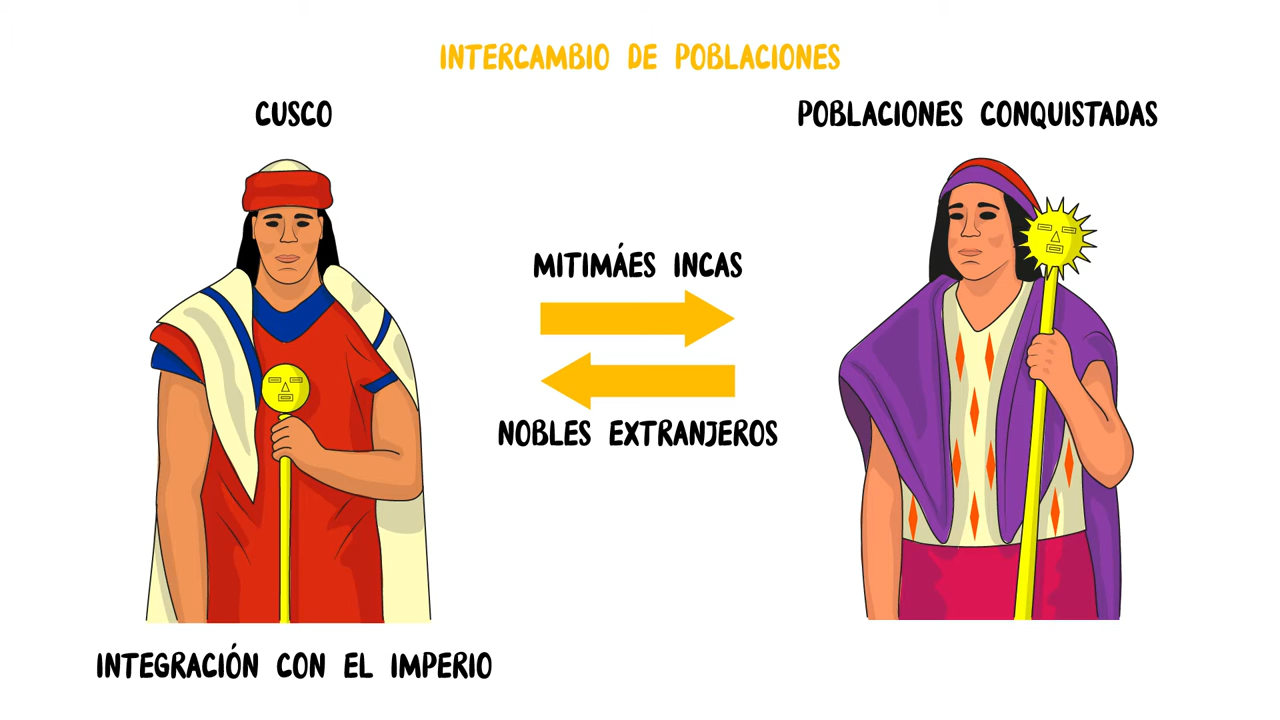 INTERCAMBIO DE POBLACIONES
CUSCO
POBLACIONES CONQUISTADAS
MITIMÁES INCAS
NOBLES EXTRANJEROS
INTEGRACIÓN CON EL IMPERIO